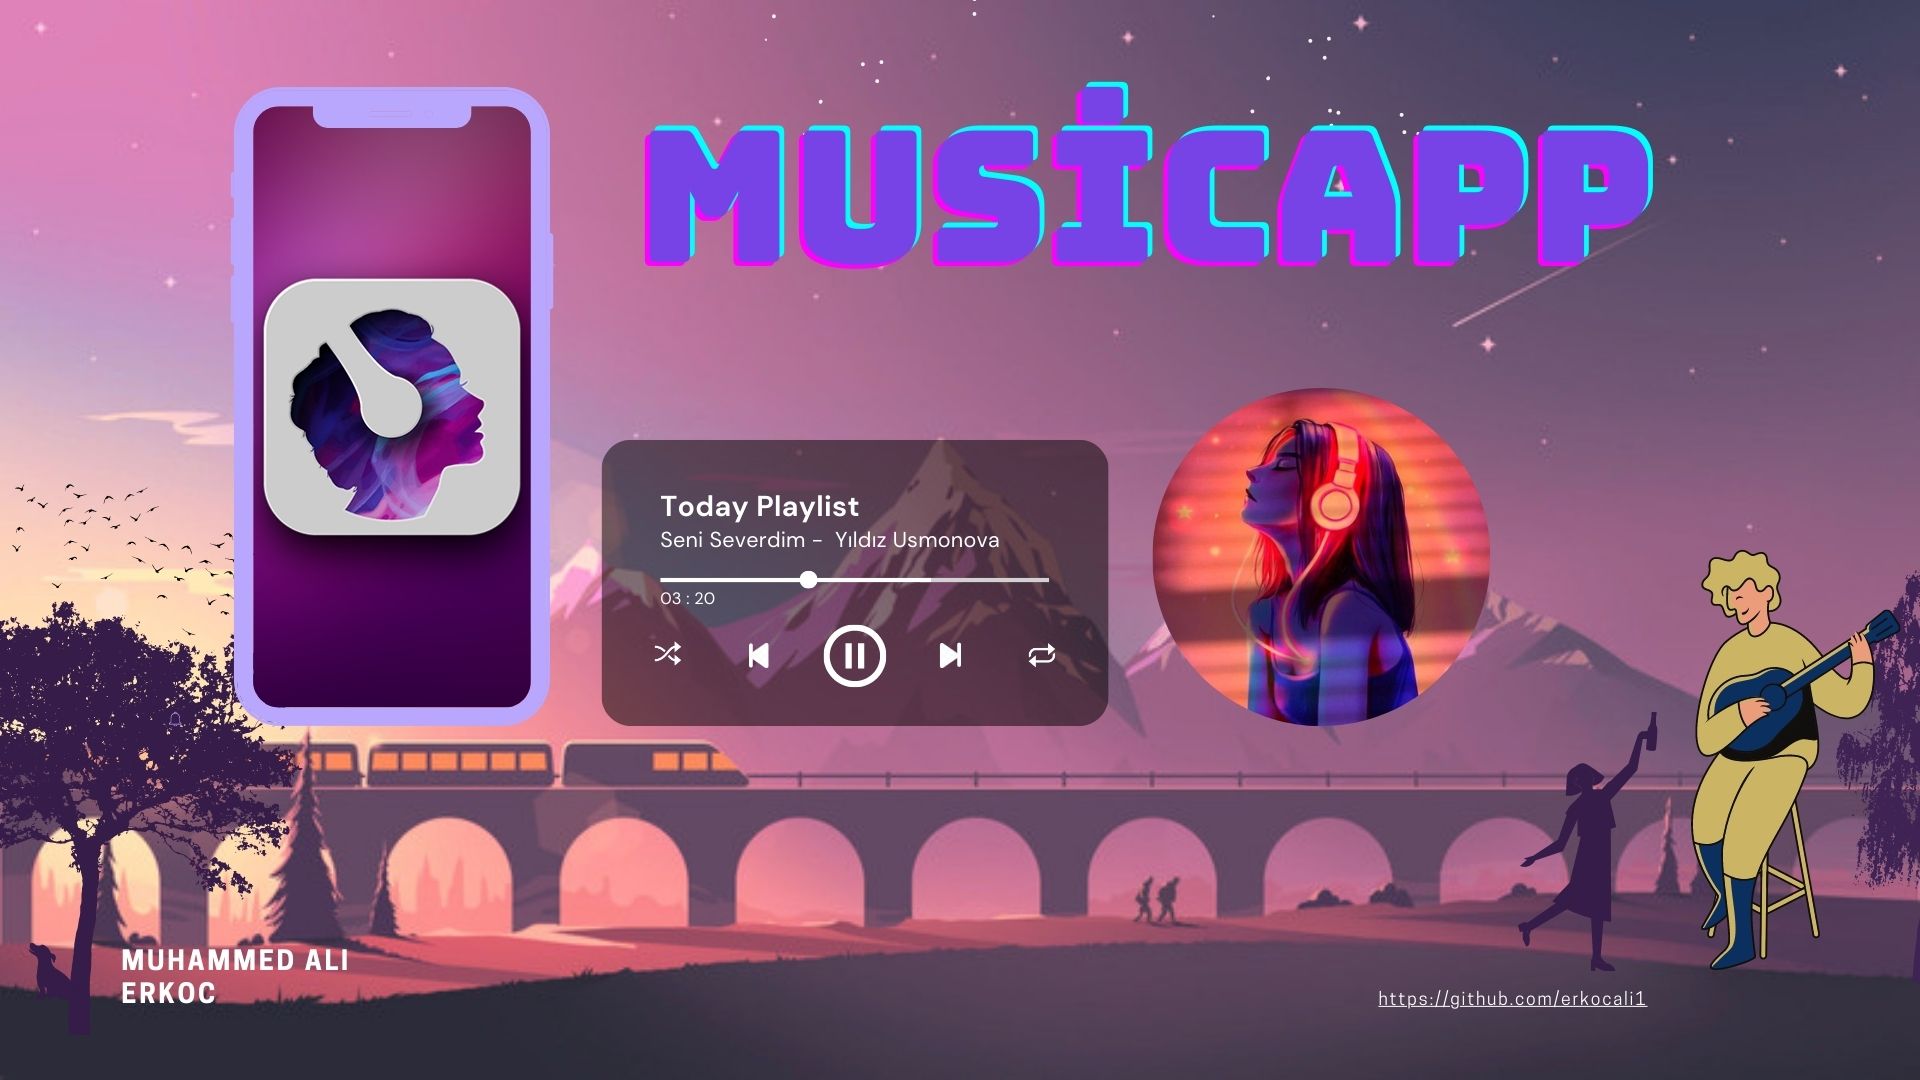 MUSİCAPP
Today Playlist
Seni Severdim -  Yıldız Usmonova
03 : 20
MUHAMMED ALI
ERKOC
https://github.com/erkocali1